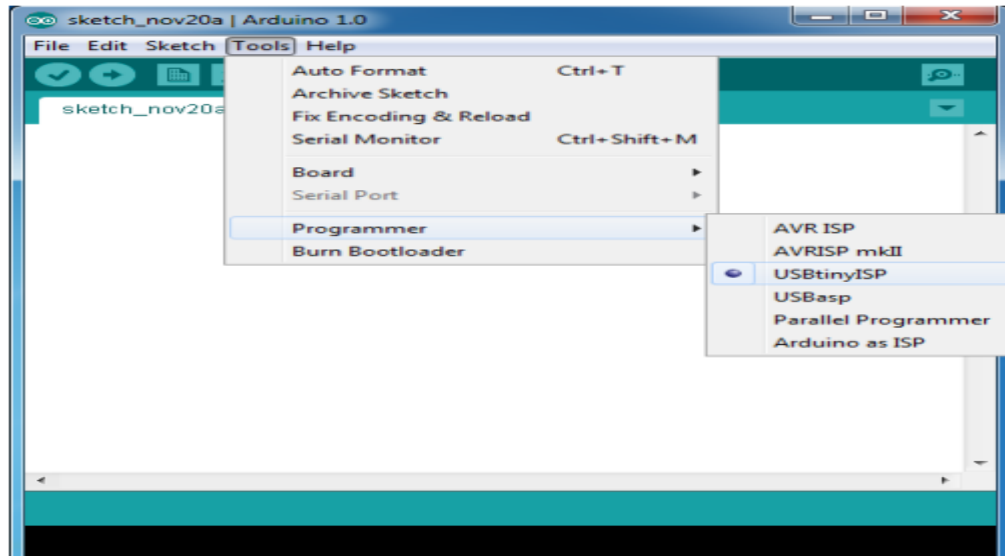 sketch_nov20a | Arduino 1.0
File Edit Sketch Tools Help
sketch_nov20a
Auto Format Ctrl+T
Archive Sketch
Fix Encoding & Reload
Serial Monitor Ctrl+Shift+M
Board
Serial Port
Programmer
Burn Bootloader
AVR ISP
AVRISP mkII
USBtinyISP
USBasp
Parallel Programmer
Arduino as ISP